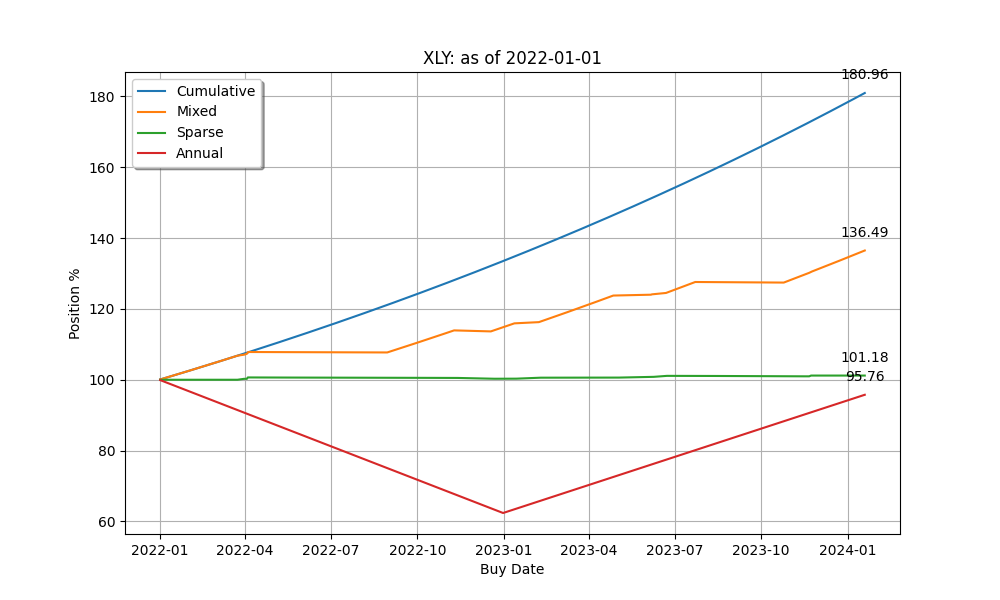 XLY: as of 2022-01-01
Cumulative
Mixed
Sparse
Annual
180.96
136.49
101.18
95.76
Position %
180
160
140
120
100
80
60
2022-01 2022-04 2022-07 2022-10 2023-01 2023-04 2023-07 2023-10 2024-01
Buy Date